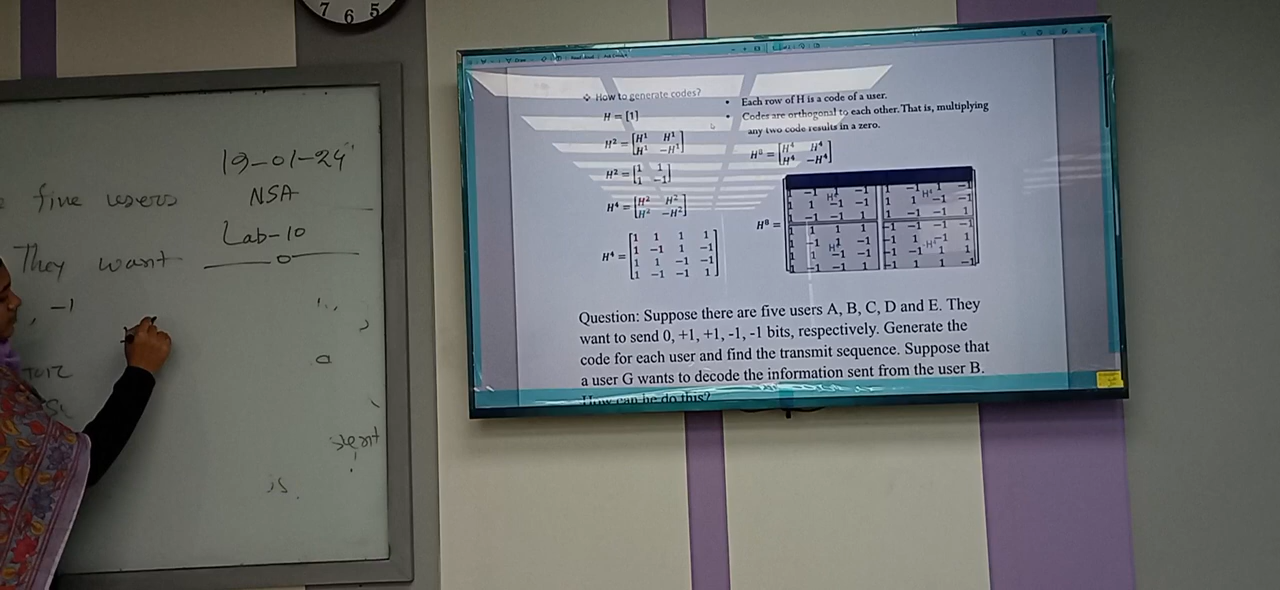 7 6 5
19-01-24
five users
NSA
Lab-10
They want
, -1
sent
is.
❖ How to generate codes?
H = [1]
H² = [H¹ H¹
H¹ -H¹]
H² = [1 1
1 -1]
H⁴ = [H² H²
H² -H²]
H⁴ = [1 1 1 1
1 -1 1 -1
1 1 -1 -1
1 -1 -1 1]
• Each row of H is a code of a user.
• Codes are orthogonal to each other. That is, multiplying
any two code results in a zero.
H⁸ = [H⁴ H⁴
H⁴ -H⁴]
H⁸ =
Question: Suppose there are five users A, B, C, D and E. They
want to send 0, +1, +1, -1, -1 bits, respectively. Generate the
code for each user and find the transmit sequence. Suppose that
a user G wants to decode the information sent from the user B.
How can he do this?